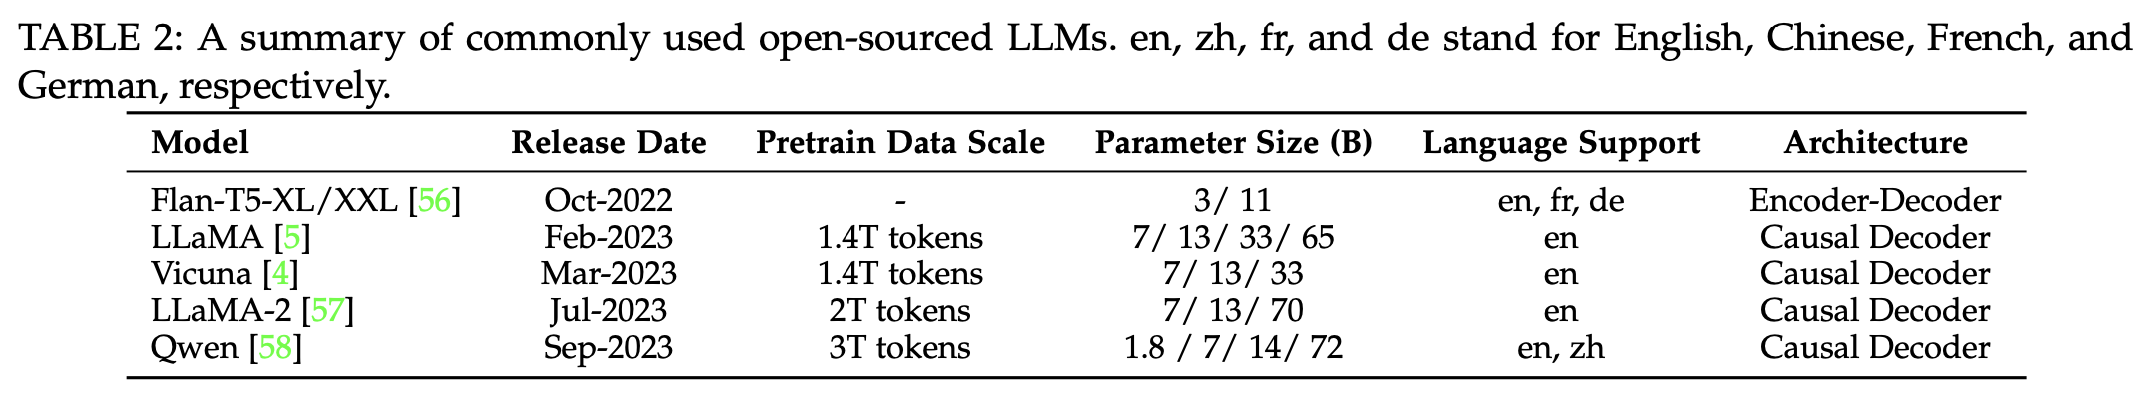 TABLE 2: A summary of commonly used open-sourced LLMs. en, zh, fr, and de stand for English, Chinese, French, and
German, respectively.
Model Release Date Pretrain Data Scale Parameter Size (B) Language Support Architecture
Flan-T5-XL/XXL [56] Oct-2022 - 3/ 11 en, fr, de Encoder-Decoder
LLaMA [5] Feb-2023 1.4T tokens 7/ 13/ 33/ 65 en Causal Decoder
Vicuna [4] Mar-2023 1.4T tokens 7/ 13/ 33 en Causal Decoder
LLaMA-2 [57] Jul-2023 2T tokens 7/ 13/ 70 en Causal Decoder
Qwen [58] Sep-2023 3T tokens 1.8 / 7/ 14/ 72 en, zh Causal Decoder